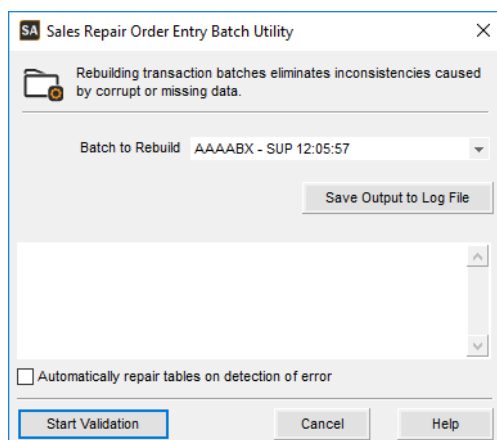 SA Sales Repair Order Entry Batch Utility
Rebuilding transaction batches eliminates inconsistencies caused
by corrupt or missing data.
Batch to Rebuild AAAABX - SUP 12:05:57
Save Output to Log File
Automatically repair tables on detection of error
Start Validation Cancel Help